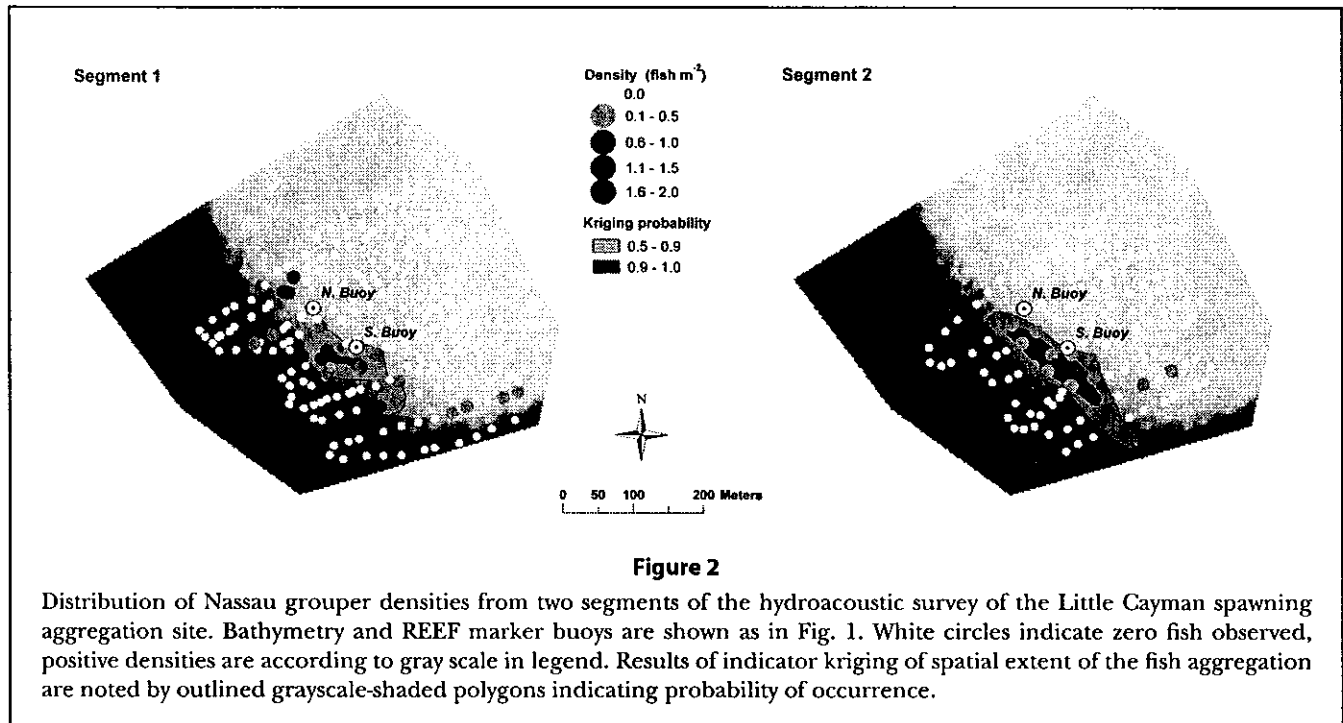 Segment 1
Density (fish m-2)
0.0
0.1 - 0.5
0.6 - 1.0
1.1 - 1.5
1.6 - 2.0
Kriging probability
0.5 - 0.9
0.9 - 1.0
Segment 2
N. Buoy
S. Buoy
N. Buoy
S. Buoy
N
0 50 100 200 Meters
Figure 2
Distribution of Nassau grouper densities from two segments of the hydroacoustic survey of the Little Cayman spawning
aggregation site. Bathymetry and REEF marker buoys are shown as in Fig. 1. White circles indicate zero fish observed,
positive densities are according to gray scale in legend. Results of indicator kriging of spatial extent of the fish aggregation
are noted by outlined grayscale-shaded polygons indicating probability of occurrence.